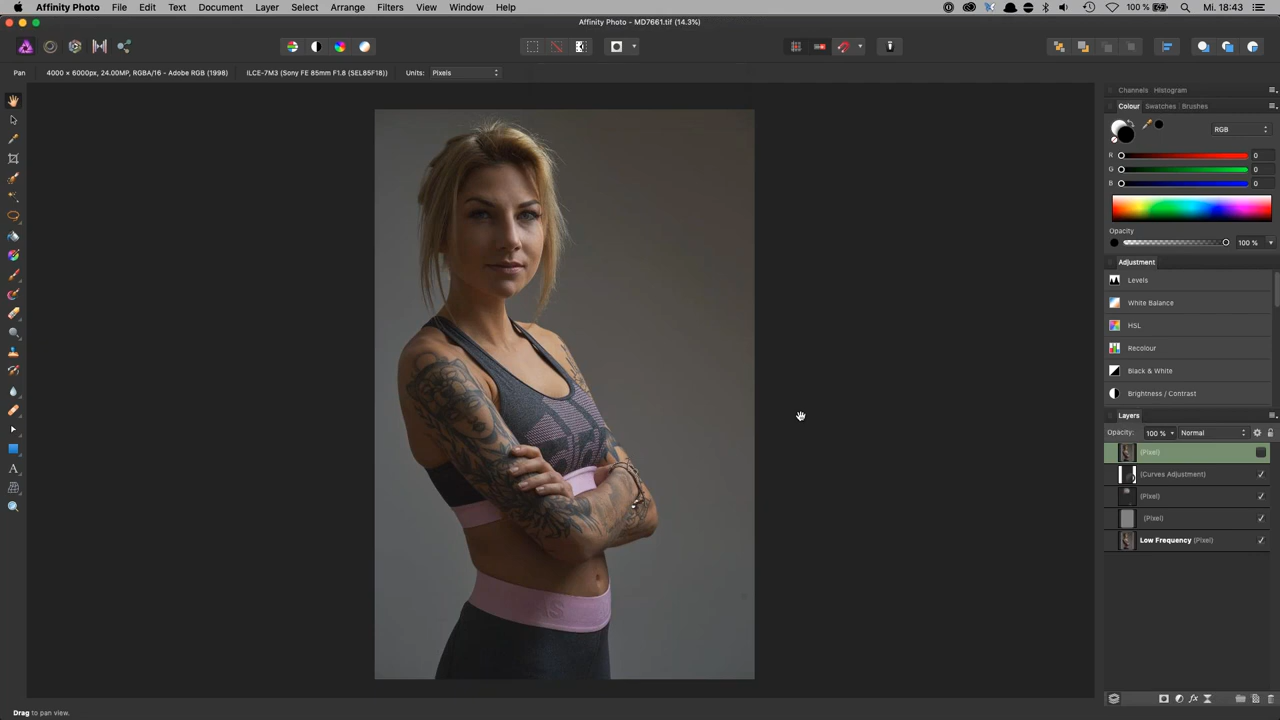 Affinity Photo File Edit Text Document Layer Select Arrange Filters View Window Help 100 % Mi. 18:43
Affinity Photo - MD7661.tif (14.3%)
Pan 4000 × 6000px, 24.00MP, RGBA/16 - Adobe RGB (1998) ILCE-7M3 (Sony FE 85mm F1.8 (SEL85F18)) Units: Pixels
Channels Histogram
Colour Swatches Brushes
RGB
R 0
G 0
B 0
Opacity
100 %
Adjustment
Levels
White Balance
HSL
Recolour
Black & White
Brightness / Contrast
Layers
Opacity: 100 % Normal
(Pixel)
(Curves Adjustment)
(Pixel)
(Pixel)
Low Frequency (Pixel)
Drag to pan view.